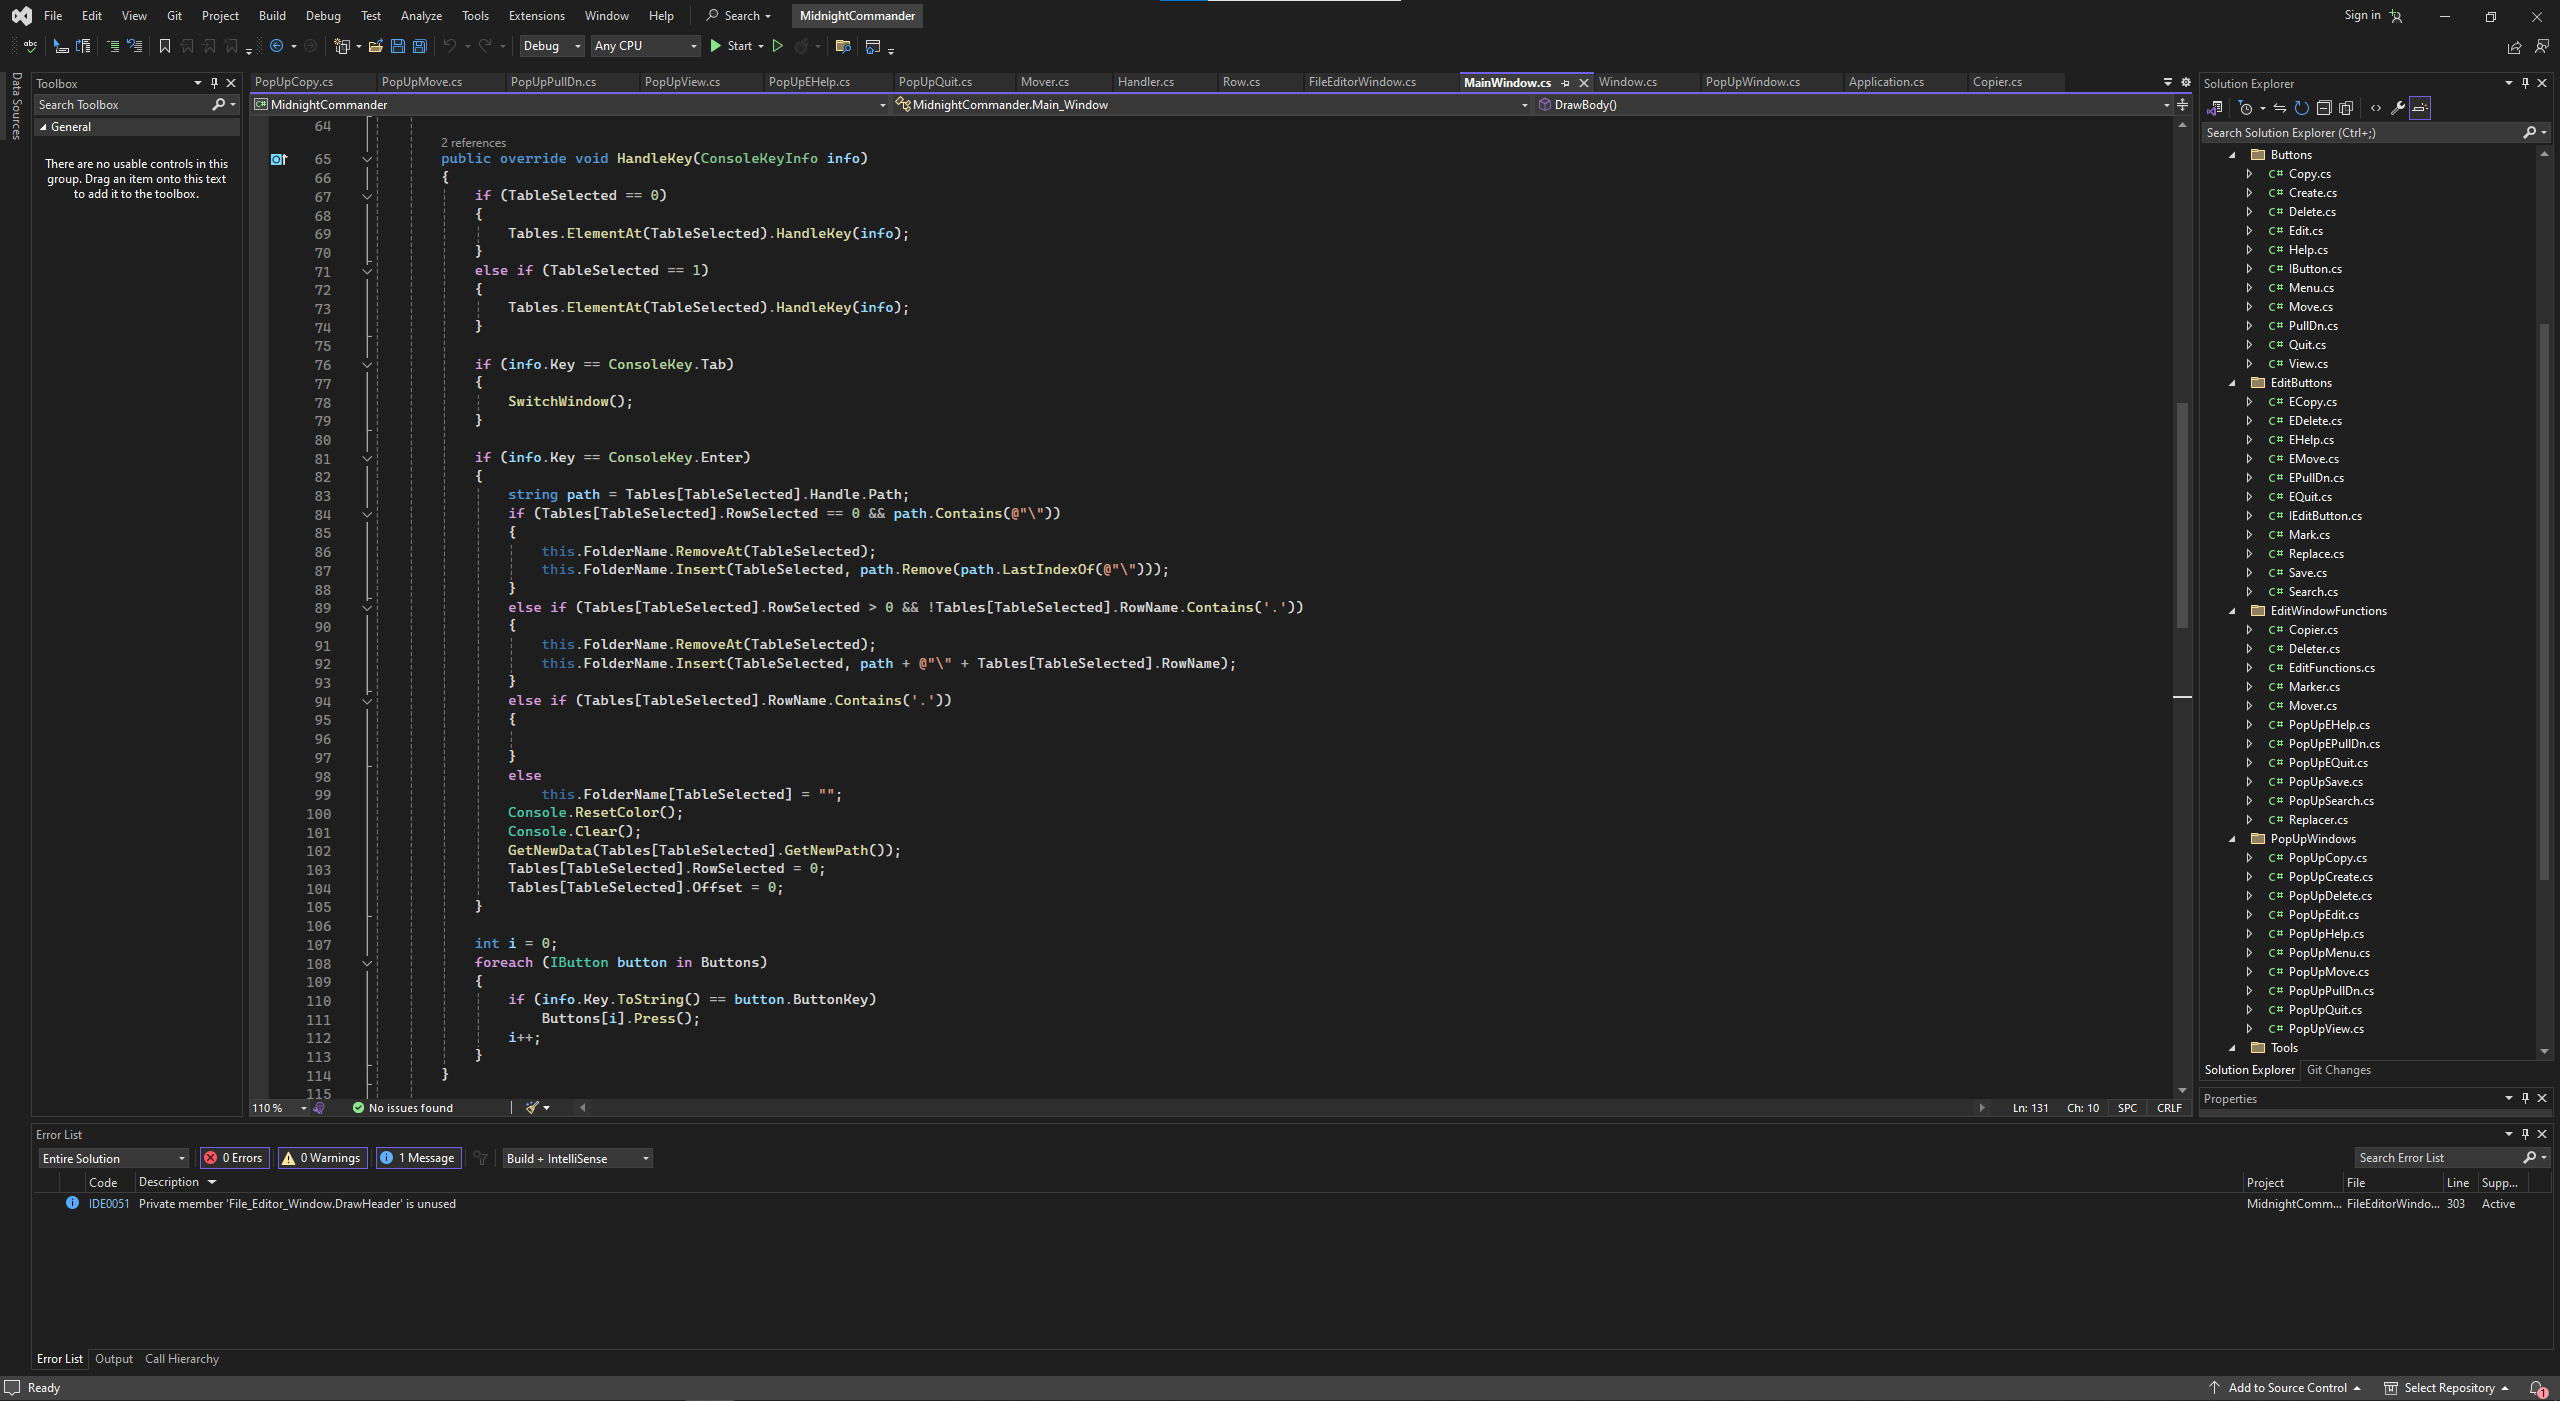 File Edit View Git Project Build Debug Test Analyze Tools Extensions Window Help Search MidnightCommander Sign in
Debug Any CPU Start
Data Sources
Toolbox
Search Toolbox
General
There are no usable controls in this
group. Drag an item onto this text
to add it to the toolbox.
PopUpCopy.cs PopUpMove.cs PopUpPullDn.cs PopUpView.cs PopUpEHelp.cs PopUpQuit.cs Mover.cs Handler.cs Row.cs FileEditorWindow.cs MainWindow.cs Window.cs PopUpWindow.cs Application.cs Copier.cs
MidnightCommander MidnightCommander.Main_Window DrawBody()
64
2 references
65 public override void HandleKey(ConsoleKeyInfo info)
66 {
67 if (TableSelected == 0)
68 {
69 Tables.ElementAt(TableSelected).HandleKey(info);
70 }
71 else if (TableSelected == 1)
72 {
73 Tables.ElementAt(TableSelected).HandleKey(info);
74 }
75
76 if (info.Key == ConsoleKey.Tab)
77 {
78 SwitchWindow();
79 }
80
81 if (info.Key == ConsoleKey.Enter)
82 {
83 string path = Tables[TableSelected].Handle.Path;
84 if (Tables[TableSelected].RowSelected == 0 && path.Contains(@"\"))
85 {
86 this.FolderName.RemoveAt(TableSelected);
87 this.FolderName.Insert(TableSelected, path.Remove(path.LastIndexOf(@"\")));
88 }
89 else if (Tables[TableSelected].RowSelected > 0 && !Tables[TableSelected].RowName.Contains('.'))
90 {
91 this.FolderName.RemoveAt(TableSelected);
92 this.FolderName.Insert(TableSelected, path + @"\" + Tables[TableSelected].RowName);
93 }
94 else if (Tables[TableSelected].RowName.Contains('.'))
95 {
96
97 }
98 else
99 this.FolderName[TableSelected] = "";
100 Console.ResetColor();
101 Console.Clear();
102 GetNewData(Tables[TableSelected].GetNewPath());
103 Tables[TableSelected].RowSelected = 0;
104 Tables[TableSelected].Offset = 0;
105 }
106
107 int i = 0;
108 foreach (IButton button in Buttons)
109 {
110 if (info.Key.ToString() == button.ButtonKey)
111 Buttons[i].Press();
112 i++;
113 }
114 }
115
110 % No issues found Ln: 131 Ch: 10 SPC CRLF
Solution Explorer
Search Solution Explorer (Ctrl+;)
Buttons
C# Copy.cs
C# Create.cs
C# Delete.cs
C# Edit.cs
C# Help.cs
C# IButton.cs
C# Menu.cs
C# Move.cs
C# PullDn.cs
C# Quit.cs
C# View.cs
EditButtons
C# ECopy.cs
C# EDelete.cs
C# EHelp.cs
C# EMove.cs
C# EPullDn.cs
C# EQuit.cs
C# IEditButton.cs
C# Mark.cs
C# Replace.cs
C# Save.cs
C# Search.cs
EditWindowFunctions
C# Copier.cs
C# Deleter.cs
C# EditFunctions.cs
C# Marker.cs
C# Mover.cs
C# PopUpEHelp.cs
C# PopUpEPullDn.cs
C# PopUpEQuit.cs
C# PopUpSave.cs
C# PopUpSearch.cs
C# Replacer.cs
PopUpWindows
C# PopUpCopy.cs
C# PopUpCreate.cs
C# PopUpDelete.cs
C# PopUpEdit.cs
C# PopUpHelp.cs
C# PopUpMenu.cs
C# PopUpMove.cs
C# PopUpPullDn.cs
C# PopUpQuit.cs
C# PopUpView.cs
Tools
Solution Explorer Git Changes
Properties
Error List
Entire Solution 0 Errors 0 Warnings 1 Message Build + IntelliSense Search Error List
Code Description Project File Line Supp...
IDE0051 Private member 'File_Editor_Window.DrawHeader' is unused MidnightComm... FileEditorWindo... 303 Active
Error List Output Call Hierarchy
Ready Add to Source Control Select Repository 1